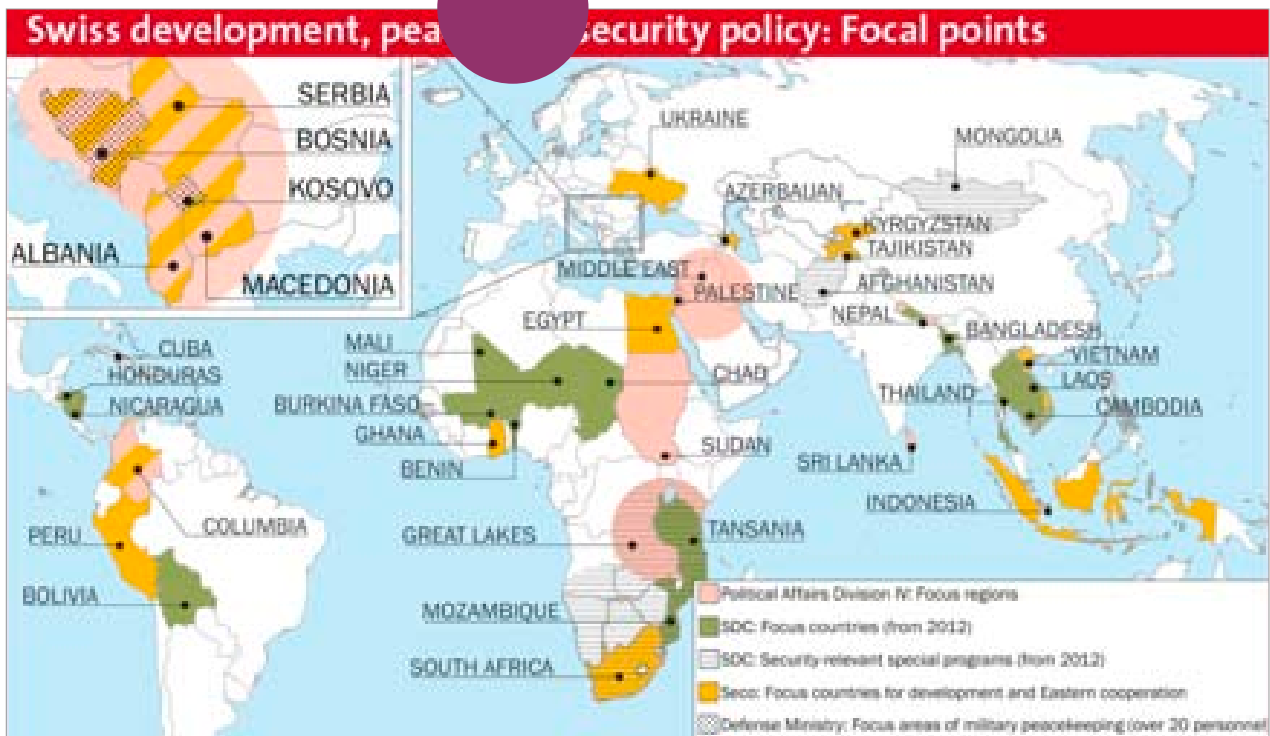 Swiss development, pea ecurity policy: Focal points
SERBIA
BOSNIA
KOSOVO
ALBANIA
MACEDONIA
UKRAINE
MONGOLIA
AZERBAIJAN
KYRGYZSTAN
TAJIKISTAN
MIDDLE EAST
PALESTINE
AFGHANISTAN
NEPAL
EGYPT
BANGLADESH
MALI
CUBA
VIETNAM
NIGER
CHAD
HONDURAS
LAOS
THAILAND
NICARAGUA
BURKINA FASO
CAMBODIA
GHANA
SUDAN
BENIN
SRI LANKA
INDONESIA
COLUMBIA
PERU
GREAT LAKES
TANSANIA
BOLIVIA
MOZAMBIQUE
SOUTH AFRICA
Political Affairs Division IV: Focus regions
SDC: Focus countries (from 2012)
SDC: Security-relevant special programs (from 2012)
Seco: Focus countries for development and Eastern cooperation
Defense Ministry: Focus areas of military peacekeeping (over 20 personnel